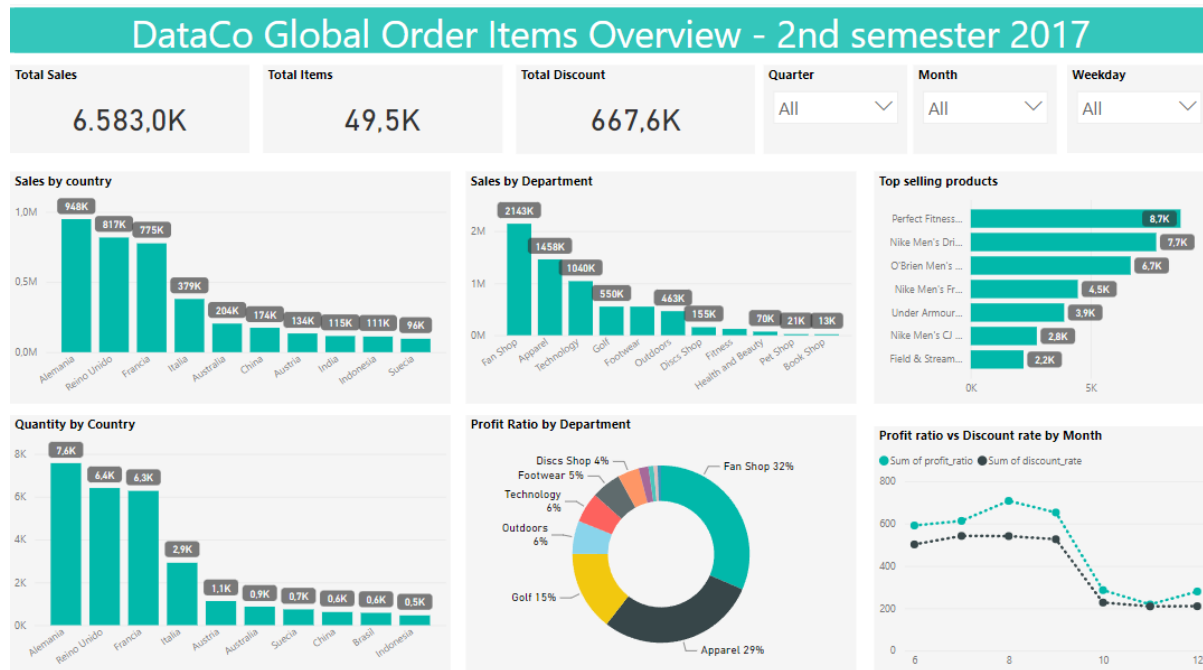 DataCo Global Order Items Overview - 2nd semester 2017
Total Sales
6.583,0K
Total Items
49,5K
Total Discount
667,6K
Quarter
All
Month
All
Weekday
All
Sales by country
1,0M
0,5M
0,0M
948K
817K
775K
379K
204K
174K
134K
115K
111K
96K
Alemania
Reino Unido
Francia
Italia
Australia
China
Austria
India
Indonesia
Suecia
Sales by Department
2M
1M
0M
2143K
1458K
1040K
550K
463K
155K
70K
21K
13K
Fan Shop
Apparel
Technology
Golf
Footwear
Outdoors
Discs Shop
Fitness
Health and Beauty
Pet Shop
Book Shop
Top selling products
Perfect Fitness...
8,7K
Nike Men's Dri...
7,7K
O'Brien Men's ...
6,7K
Nike Men's Fr...
4,5K
Under Armour...
3,9K
Nike Men's CJ ...
2,8K
Field & Stream...
2,2K
0K
5K
Quantity by Country
8K
6K
4K
2K
0K
7,6K
6,4K
6,3K
2,9K
1,1K
0,9K
0,7K
0,6K
0,6K
0,5K
Alemania
Reino Unido
Francia
Italia
Austria
Australia
Suecia
China
Brasil
Indonesia
Profit Ratio by Department
Discs Shop 4%
Footwear 5%
Technology
6%
Outdoors
6%
Golf 15%
Fan Shop 32%
Apparel 29%
Profit ratio vs Discount rate by Month
Sum of profit_ratio
Sum of discount_rate
800
600
400
200
0
6
8
10
12